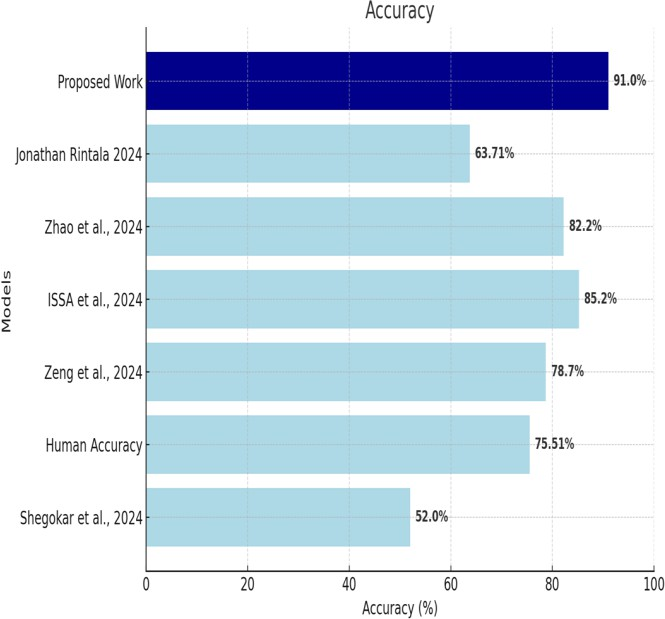 Accuracy
Proposed Work 91.0%
Jonathan Rintala 2024 63.71%
Zhao et al., 2024 82.2%
ISSA et al., 2024 85.2%
Zeng et al., 2024 78.7%
Human Accuracy 75.51%
Shegokar et al., 2024 52.0%
Models
0 20 40 60 80 100
Accuracy (%)